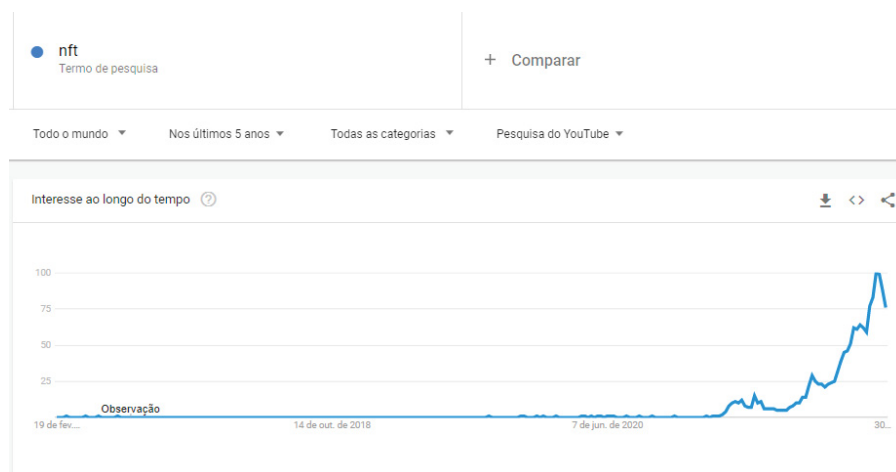 nft
Termo de pesquisa
+ Comparar
Todo o mundo
Nos últimos 5 anos
Todas as categorias
Pesquisa do YouTube
Interesse ao longo do tempo ?
100
75
50
25
Observação
19 de fev....
14 de out. de 2018
7 de jun. de 2020
30...